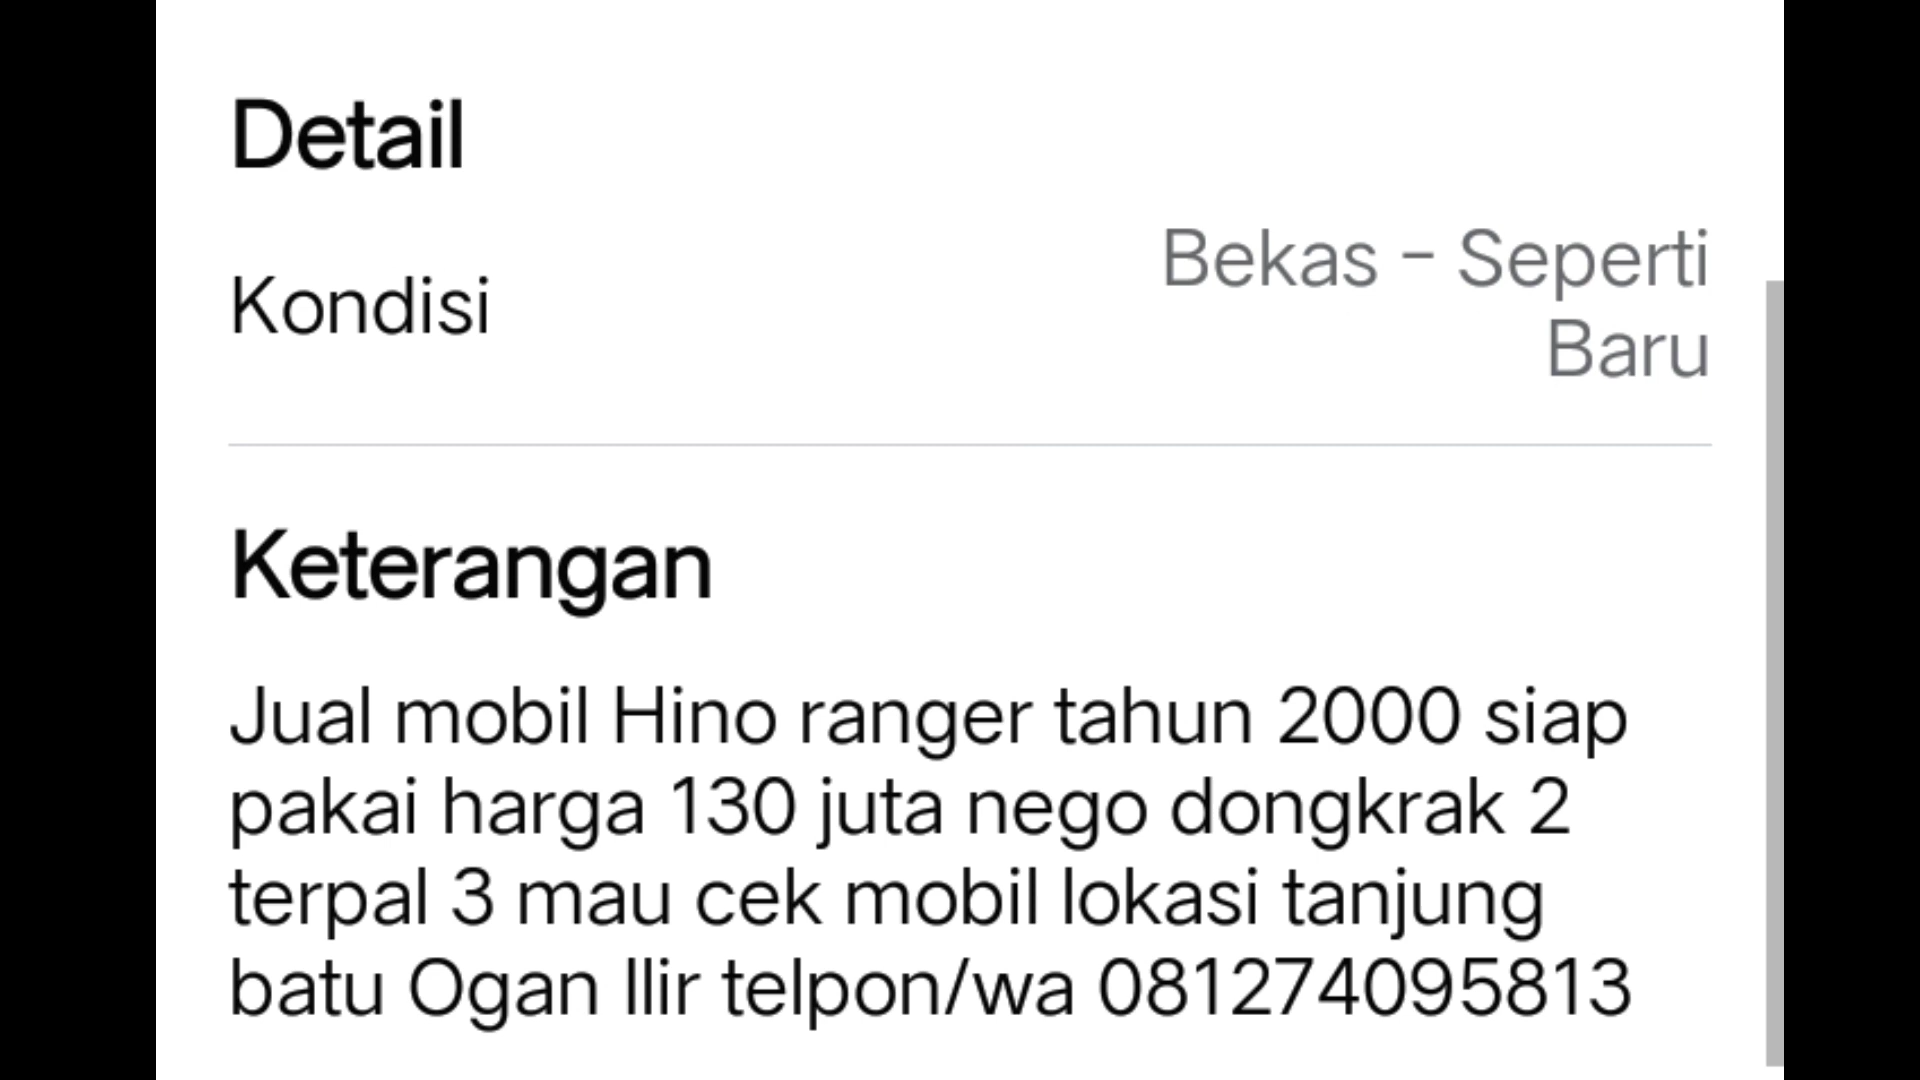 Detail
Kondisi
Bekas - Seperti
Baru
Keterangan
Jual mobil Hino ranger tahun 2000 siap
pakai harga 130 juta nego dongkrak 2
terpal 3 mau cek mobil lokasi tanjung
batu Ogan Ilir telpon/wa 081274095813